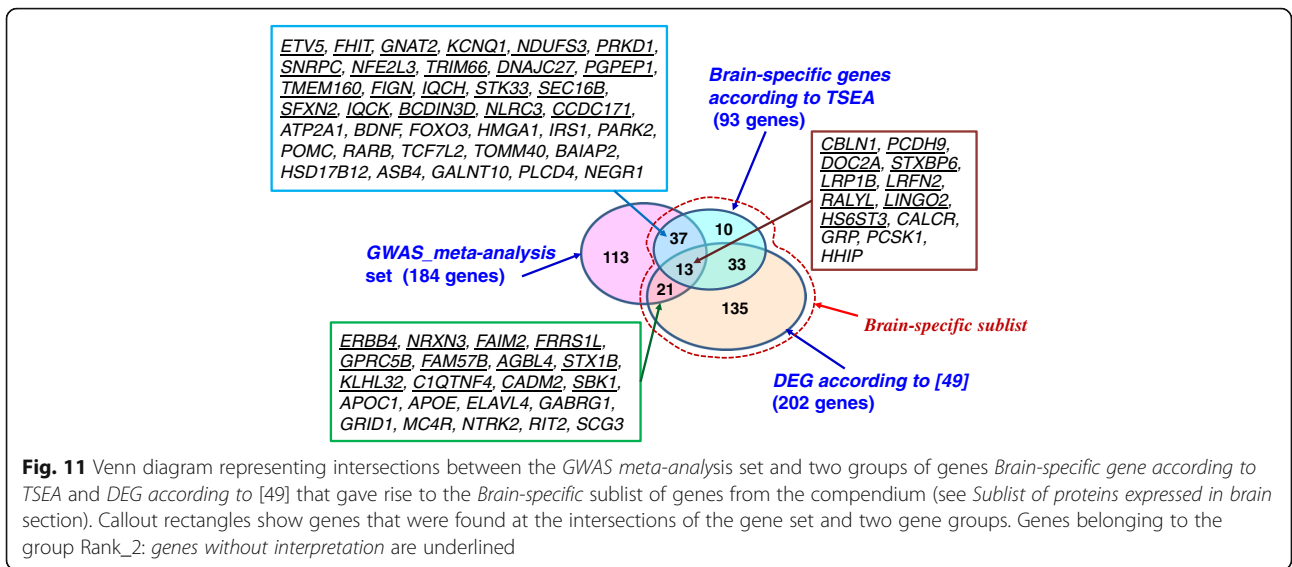 ETV5, FHIT, GNAT2, KCNQ1, NDUFS3, PRKD1,
SNRPC, NFE2L3, TRIM66, DNAJC27, PGPEP1,
TMEM160, FIGN, IQCH, STK33, SEC16B,
SFXN2, IQCK, BCDIN3D, NLRC3, CCDC171,
ATP2A1, BDNF, FOXO3, HMGA1, IRS1, PARK2,
POMC, RARB, TCF7L2, TOMM40, BAIAP2,
HSD17B12, ASB4, GALNT10, PLCD4, NEGR1
Brain-specific genes
according to TSEA
(93 genes)
CBLN1, PCDH9,
DOC2A, STXBP6,
LRP1B, LRFN2,
RALYL, LINGO2,
HS6ST3, CALCR,
GRP, PCSK1,
HHIP
GWAS_meta-analysis
set (184 genes)
113
37
10
13
33
21
135
Brain-specific sublist
DEG according to [49]
(202 genes)
ERBB4, NRXN3, FAIM2, FRRS1L,
GPRC5B, FAM57B, AGBL4, STX1B,
KLHL32, C1QTNF4, CADM2, SBK1,
APOC1, APOE, ELAVL4, GABRG1,
GRID1, MC4R, NTRK2, RIT2, SCG3
Fig. 11 Venn diagram representing intersections between the GWAS meta-analysis set and two groups of genes Brain-specific gene according to
TSEA and DEG according to [49] that gave rise to the Brain-specific sublist of genes from the compendium (see Sublist of proteins expressed in brain
section). Callout rectangles show genes that were found at the intersections of the gene set and two gene groups. Genes belonging to the
group Rank_2: genes without interpretation are underlined